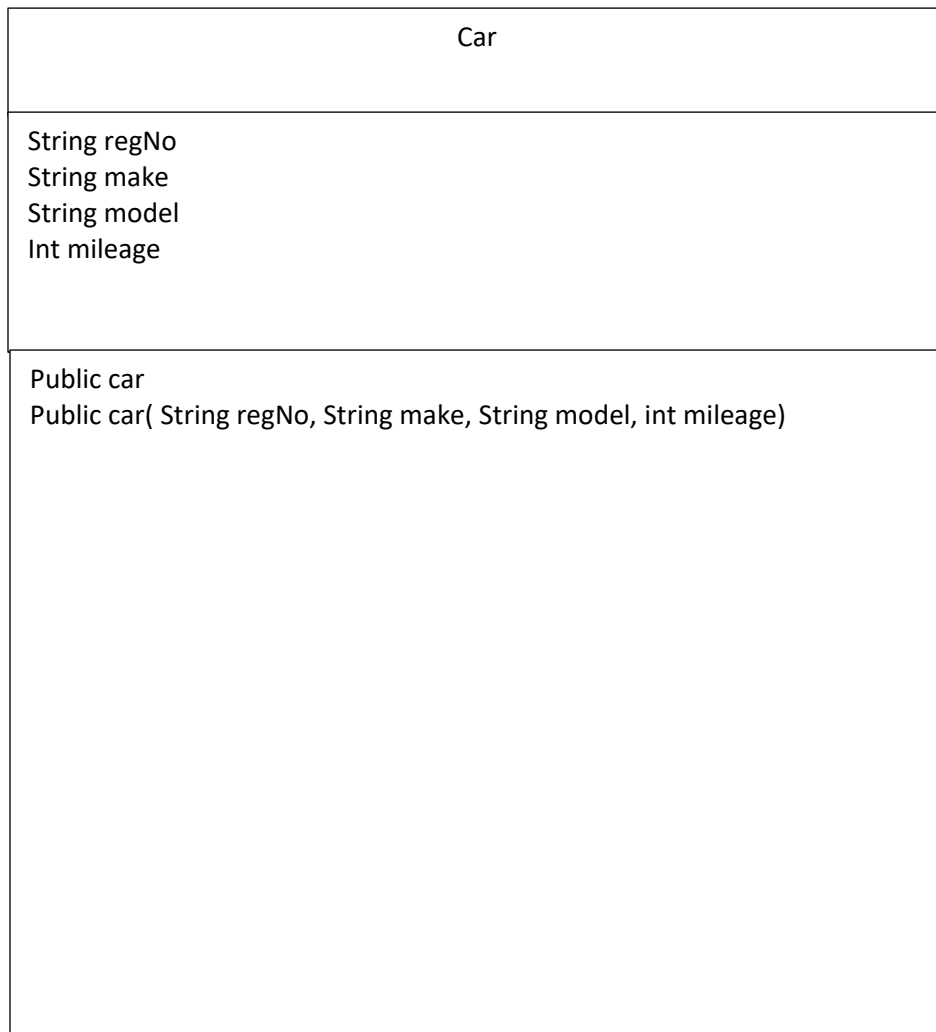 Car
String regNo
String make
String model
Int mileage
Public car
Public car( String regNo, String make, String model, int mileage)